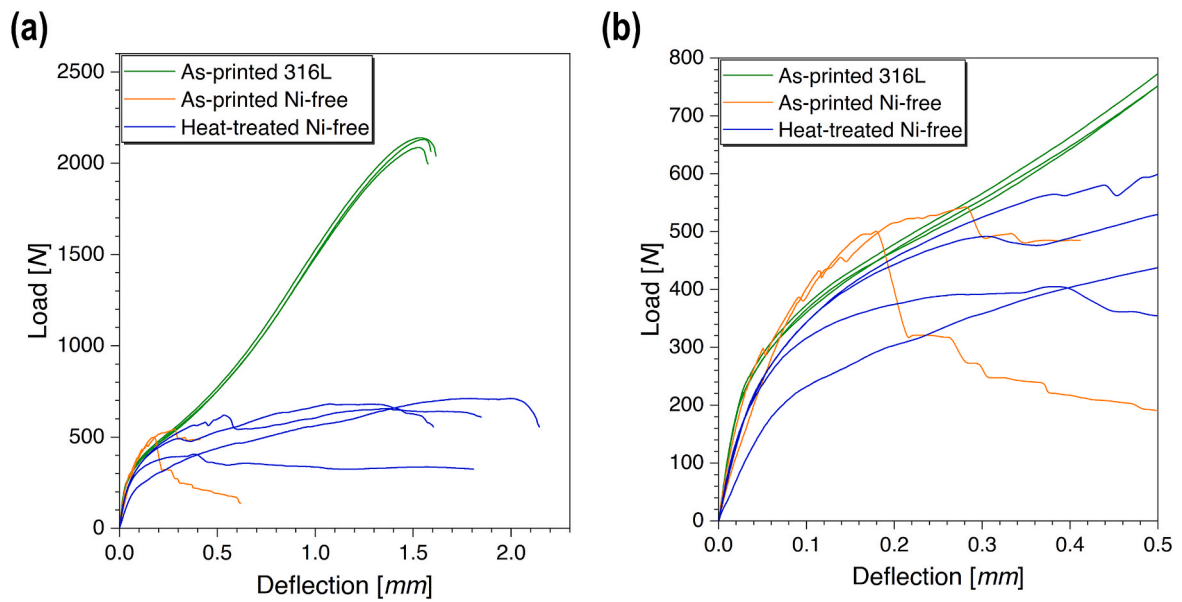 (a)
As-printed 316L
As-printed Ni-free
Heat-treated Ni-free
2500
2000
1500
1000
500
0
Load [N]
0.0 0.5 1.0 1.5 2.0
Deflection [mm]
(b)
As-printed 316L
As-printed Ni-free
Heat-treated Ni-free
800
700
600
500
400
300
200
100
0
Load [N]
0.0 0.1 0.2 0.3 0.4 0.5
Deflection [mm]